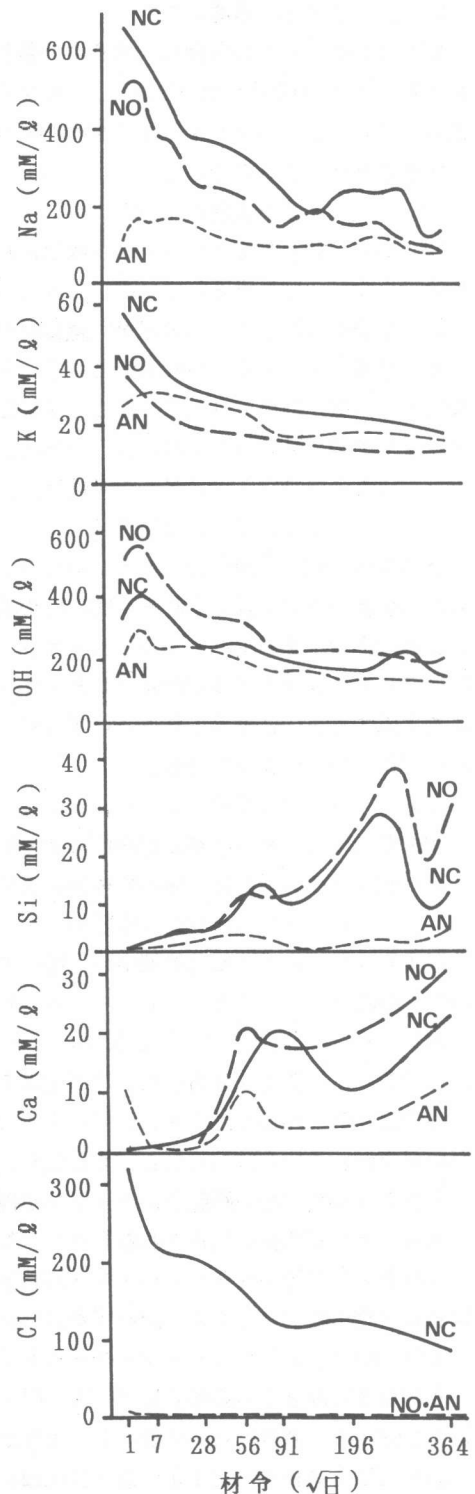 600
400
200
0
Na (mM/ℓ)
NC
NO
AN
60
40
20
0
K (mM/ℓ)
NC
NO
AN
600
400
200
0
OH (mM/ℓ)
NO
NC
AN
40
30
20
10
0
Si (mM/ℓ)
NO
NC
AN
30
20
10
0
Ca (mM/ℓ)
NO
NC
AN
300
200
100
0
Cl (mM/ℓ)
NC
NO·AN
1 7 28 56 91 196 364
材令 (√日)